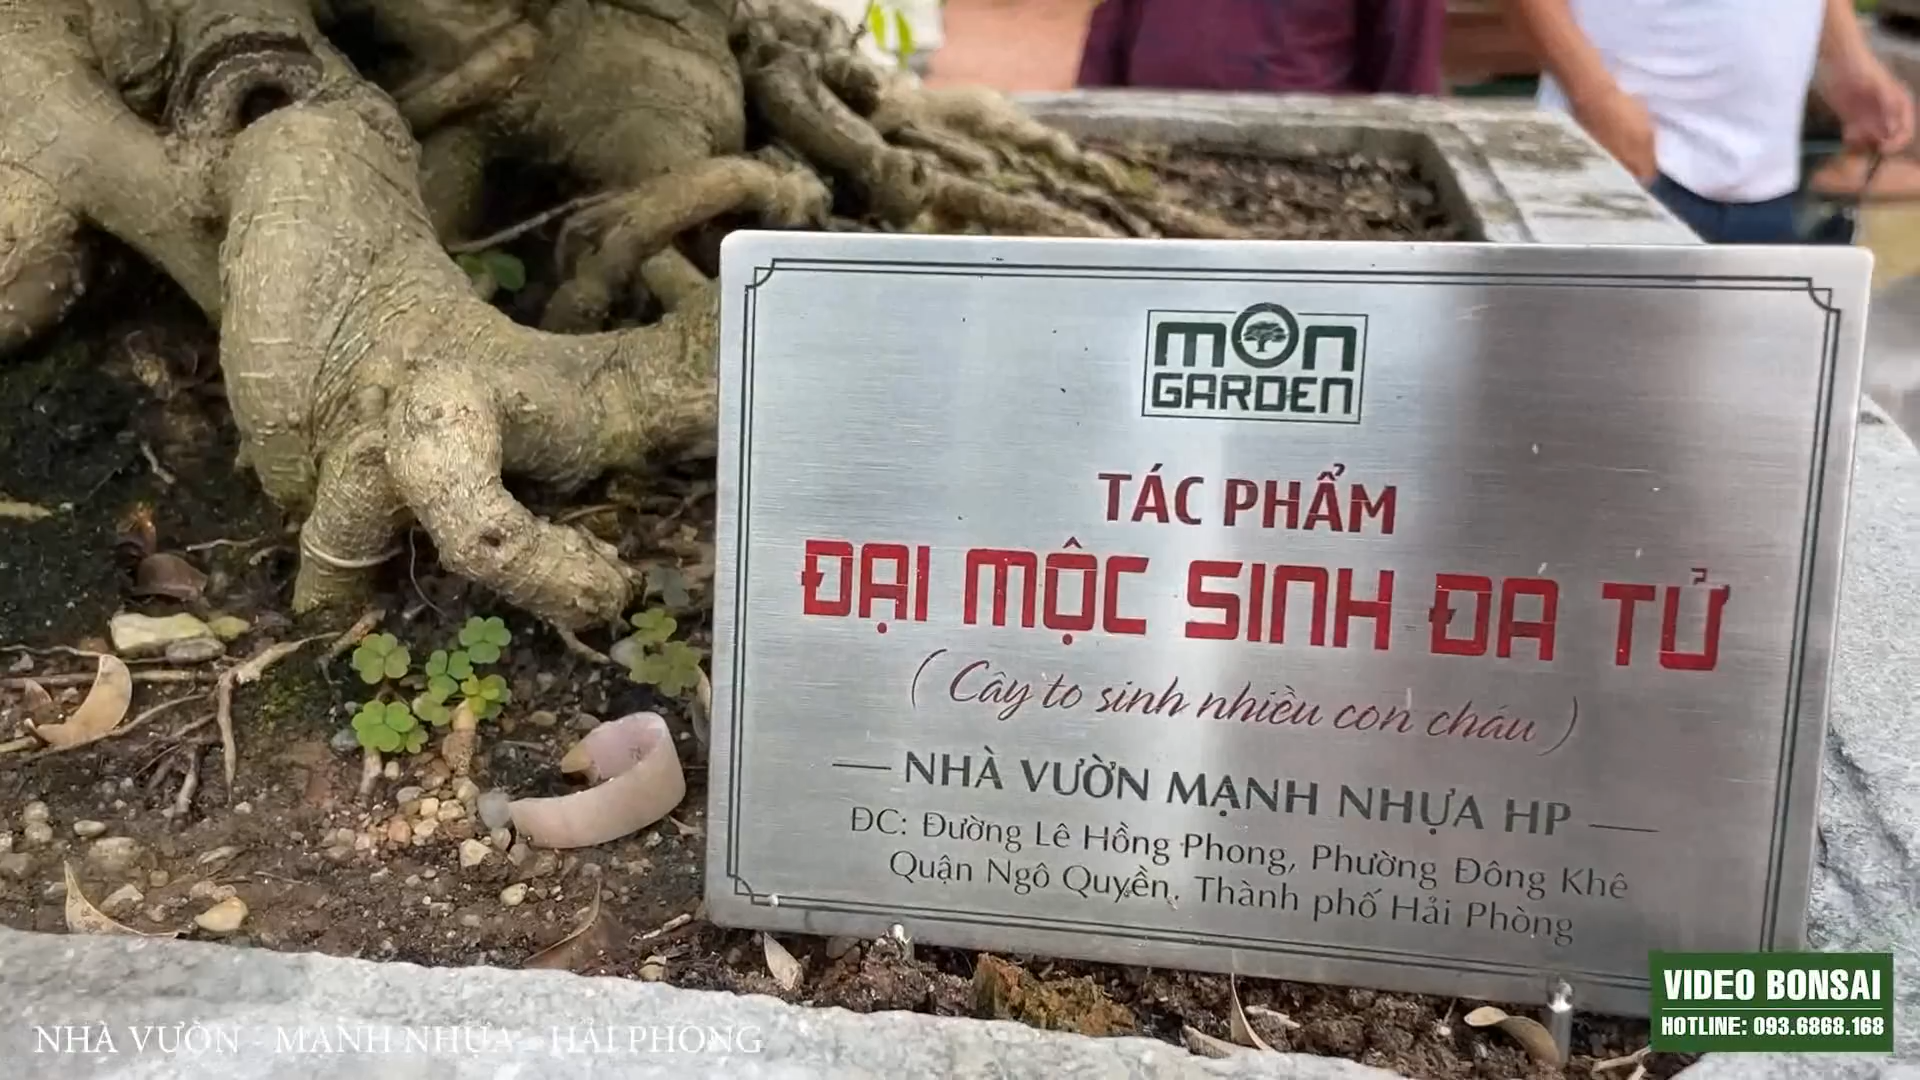 MON
GARDEN
TÁC PHẨM
ĐẠI MỘC SINH ĐA TỬ
( Cây to sinh nhiều con cháu )
NHÀ VƯỜN MẠNH NHỰA HP
ĐC: Đường Lê Hồng Phong, Phường Đông Khê
Quận Ngô Quyền, Thành phố Hải Phòng
NHÀ VƯỜN - MẠNH NHỰA - HẢI PHÒNG
VIDEO BONSAI
HOTLINE: 093.6868.168